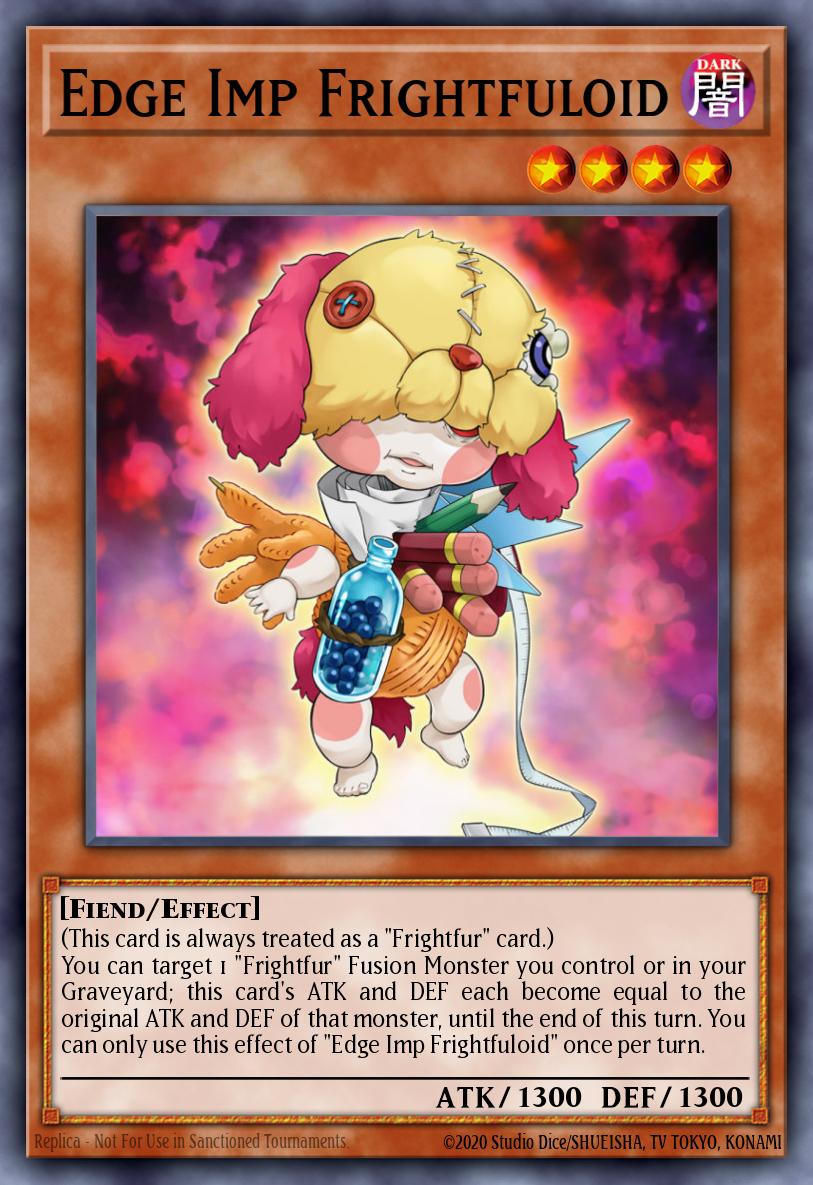 Edge Imp Frightfuloid
DARK
闇
[Fiend/Effect]
(This card is always treated as a "Frightfur" card.)
You can target 1 "Frightfur" Fusion Monster you control or in your
Graveyard; this card's ATK and DEF each become equal to the
original ATK and DEF of that monster, until the end of this turn. You
can only use this effect of "Edge Imp Frightfuloid" once per turn.
ATK/1300 DEF/1300
Replica - Not For Use in Sanctioned Tournaments.
©2020 Studio Dice/SHUEISHA, TV TOKYO, KONAMI